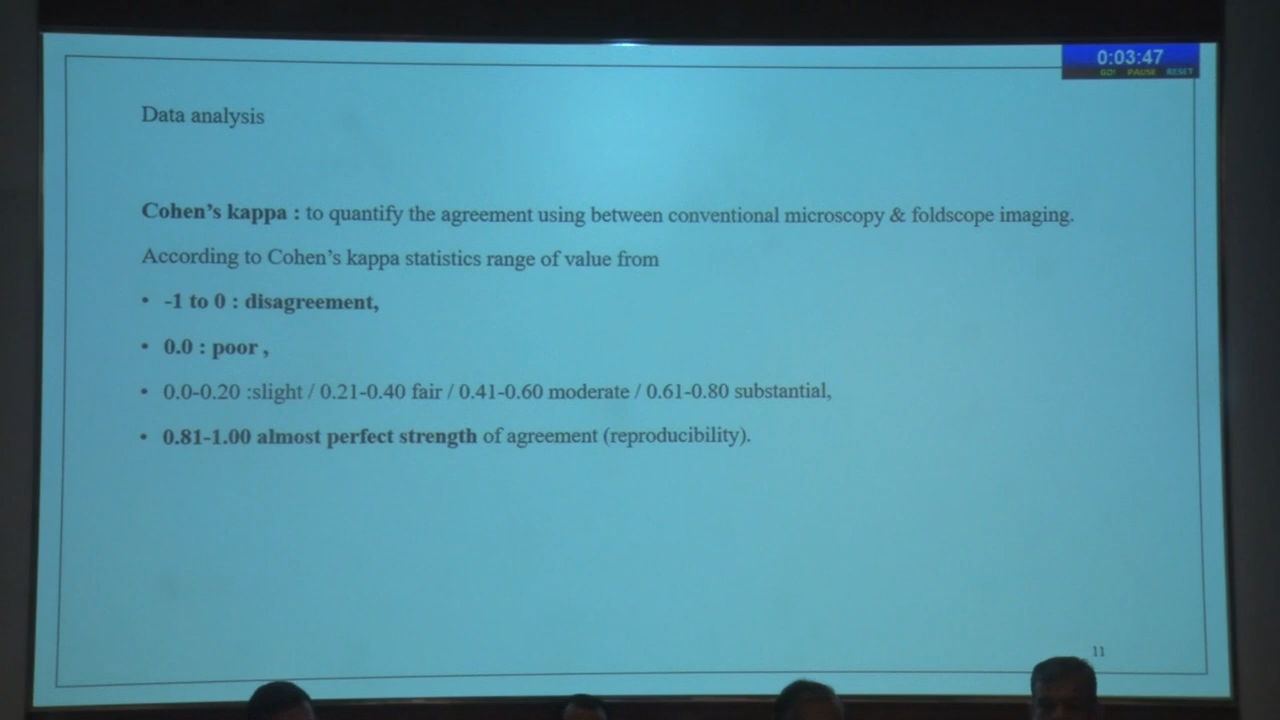 0:03:47
GO! PAUSE RESET
Data analysis
Cohen's kappa : to quantify the agreement using between conventional microscopy & foldscope imaging.
According to Cohen's kappa statistics range of value from
• -1 to 0 : disagreement,
• 0.0 : poor ,
• 0.0-0.20 :slight / 0.21-0.40 fair / 0.41-0.60 moderate / 0.61-0.80 substantial,
• 0.81-1.00 almost perfect strength of agreement (reproducibility).
11